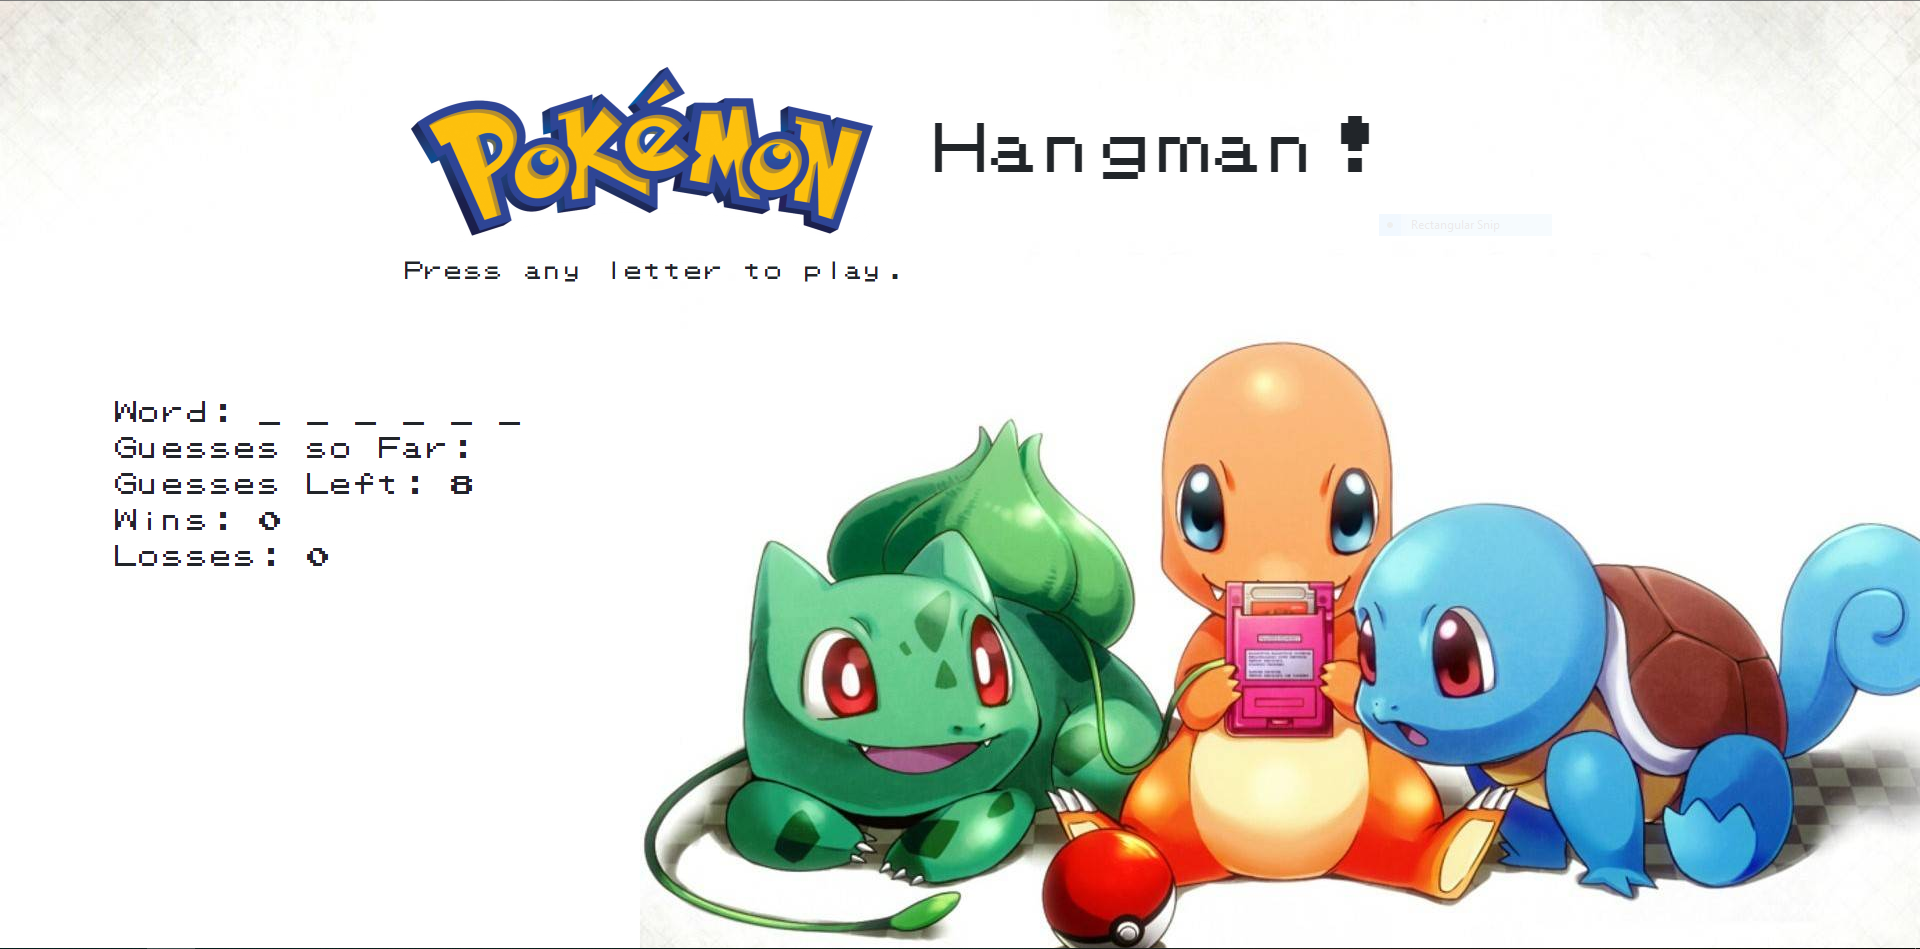 Pokémon Hangman!
Rectangular Snip
Press any letter to play.
Word: _ _ _ _ _ _
Guesses so Far:
Guesses Left: 8
Wins: 0
Losses: 0